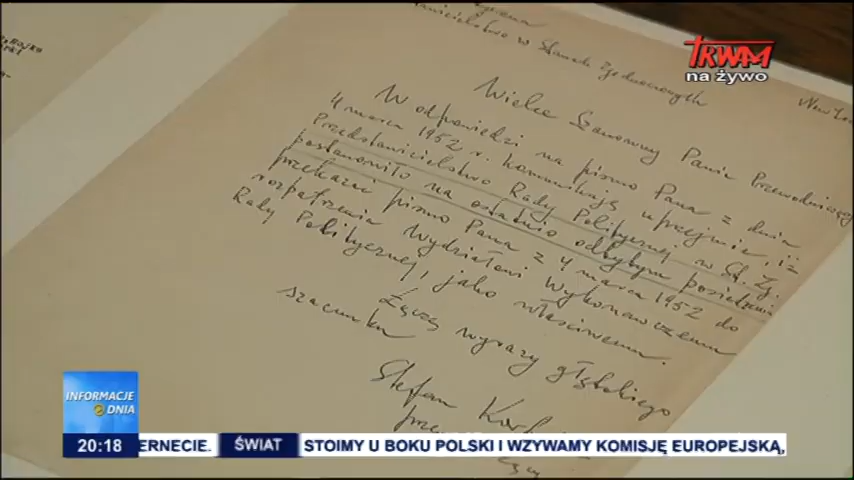 w Stanach Zjednoczonych
Wielce Szanowny Panie Przewodniczący
W odpowiedzi na pismo Pana z dnia
4 marca 1952 r. komunikuję uprzejmie, iż
Przedstawicielstwo Rady Politycznej w St. Zj.
postanowiło na ostatnio odbytym posiedzeniu
przekazać pismo Pana z 4 marca 1952 do
rozpatrzenia Wydziałowi Wykonawczemu
Rady Politycznej, jako właściwemu.
Łączę wyrazy głębokiego
szacunku
Stefan
TRWAM
na żywo
INFORMACJE
DNIA
20:18
ERNECIE. ŚWIAT STOIMY U BOKU POLSKI I WZYWAMY KOMISJĘ EUROPEJSKĄ,